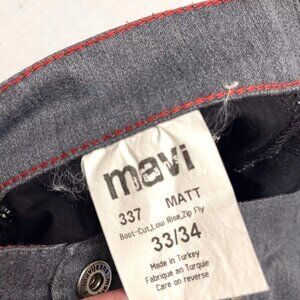 mavi
337 MATT
Boot-Cut,Low Rise,Zip Fly
33/34
Made in Turkey
Fabrique en Turquie
Care on reverse